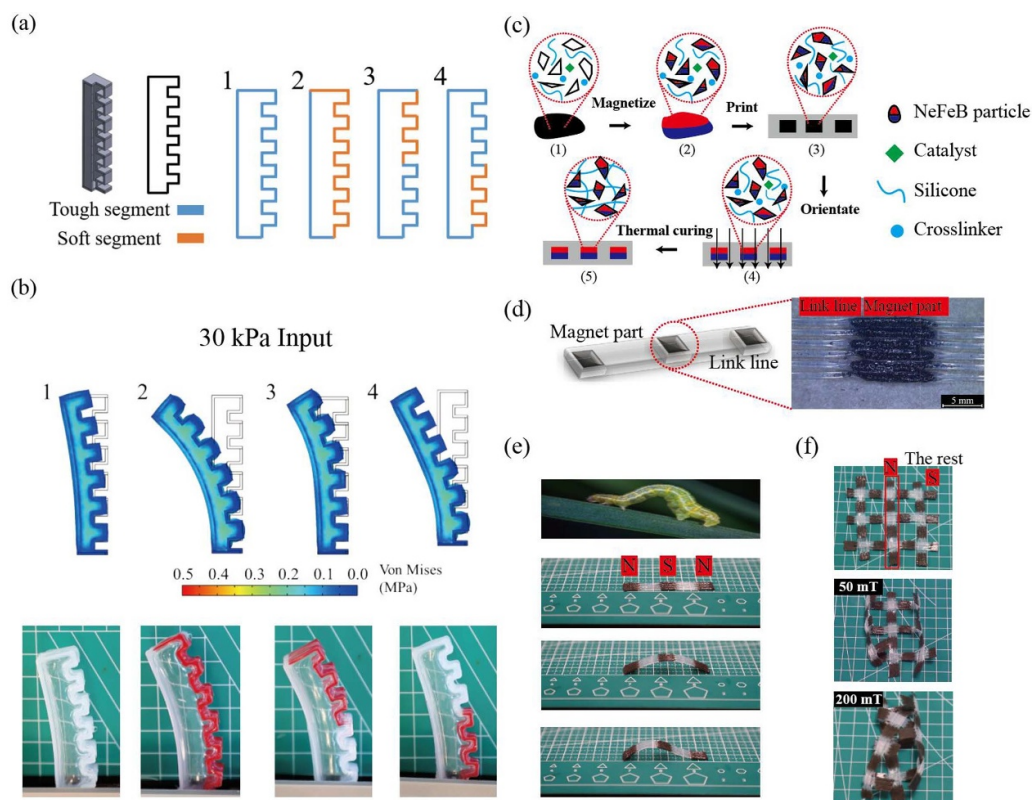 (a)
1
2
3
4
Tough segment
Soft segment
(b)
30 kPa Input
1
2
3
4
0.5
0.4
0.3
0.2
0.1
0.0
Von Mises
(MPa)
(c)
Magnetize
Print
(1)
(2)
(3)
Orientate
Thermal curing
(5)
(4)
NeFeB particle
Catalyst
Silicone
Crosslinker
(d)
Magnet part
Link line
Link line
Magnet part
5 mm
(e)
N
S
N
(f)
The rest
N
S
50 mT
200 mT